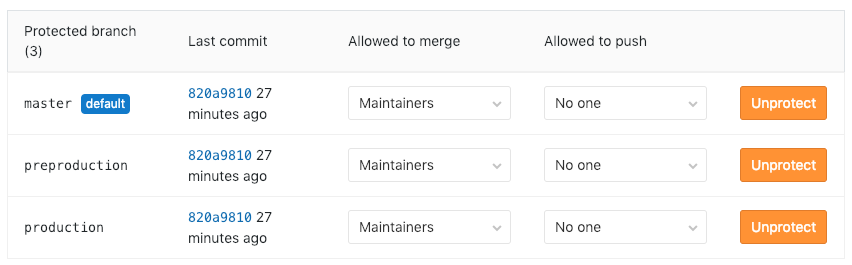 Protected branch
(3)
Last commit
Allowed to merge
Allowed to push
master default
820a9810 27
minutes ago
Maintainers
No one
Unprotect
preproduction
820a9810 27
minutes ago
Maintainers
No one
Unprotect
production
820a9810 27
minutes ago
Maintainers
No one
Unprotect